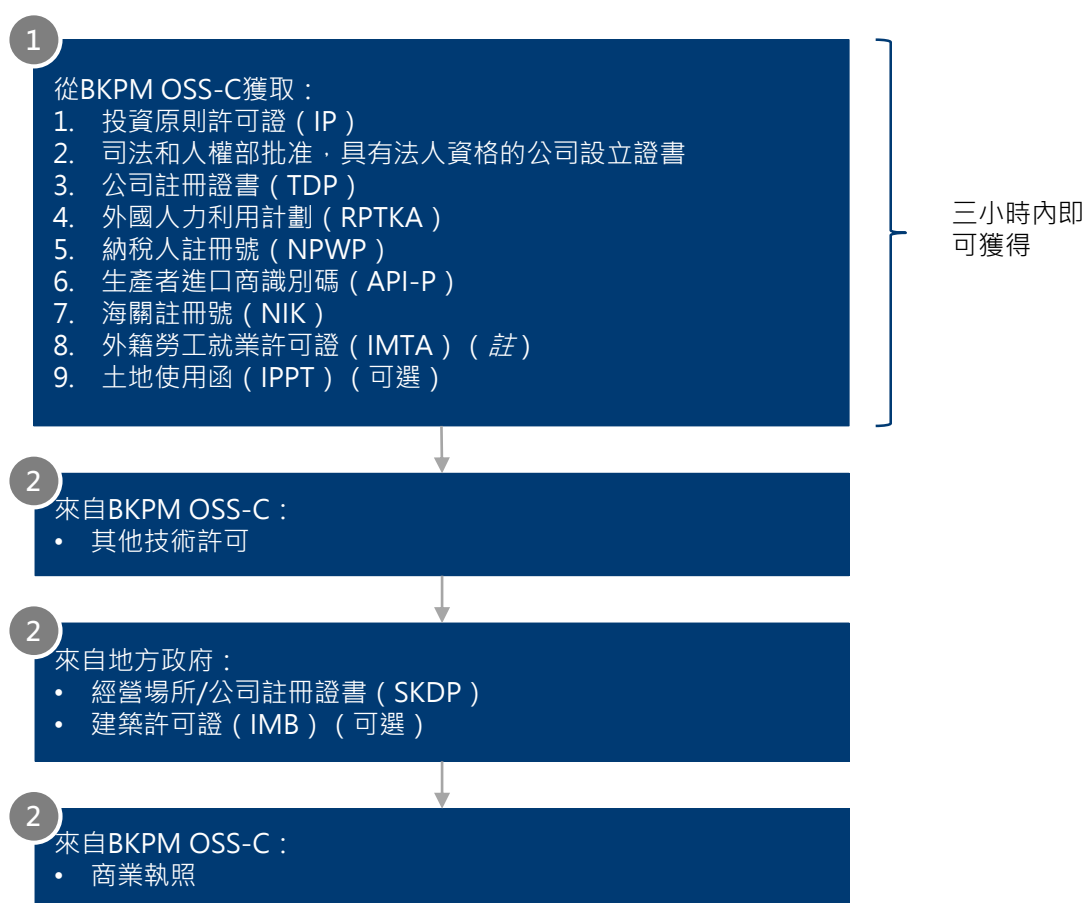 1
從BKPM OSS-C獲取：
1. 投資原則許可證（IP）
2. 司法和人權部批准，具有法人資格的公司設立證書
3. 公司註冊證書（TDP）
4. 外國人力利用計劃（RPTKA）
5. 納稅人註冊號（NPWP）
6. 生產者進口商識別碼（API-P）
7. 海關註冊號（NIK）
8. 外籍勞工就業許可證（IMTA）（註）
9. 土地使用函（IPPT）（可選）
三小時內即
可獲得
2
來自BKPM OSS-C：
• 其他技術許可
2
來自地方政府：
• 經營場所/公司註冊證書（SKDP）
• 建築許可證（IMB）（可選）
2
來自BKPM OSS-C：
• 商業執照